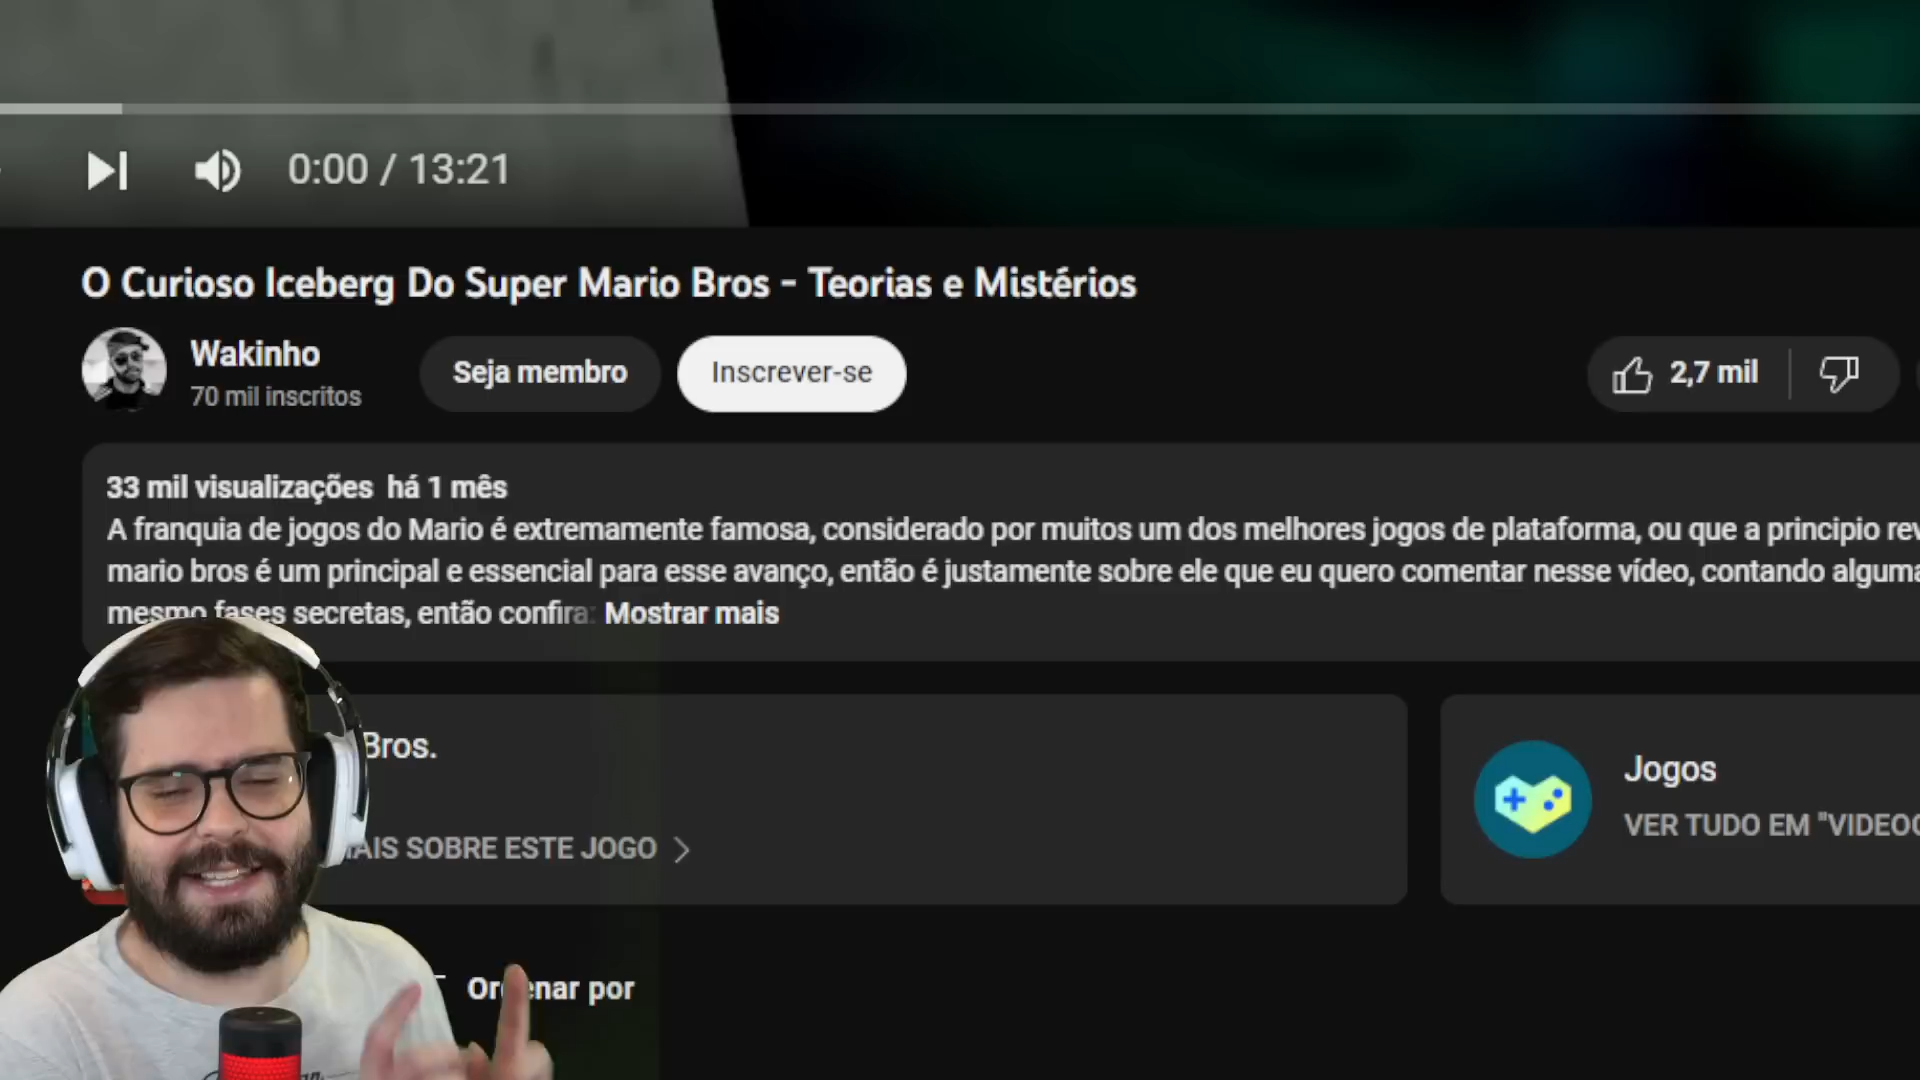 0:00 / 13:21
O Curioso Iceberg Do Super Mario Bros - Teorias e Mistérios
Wakinho
70 mil inscritos
Seja membro
Inscrever-se
2,7 mil
33 mil visualizações há 1 mês
A franquia de jogos do Mario é extremamente famosa, considerado por muitos um dos melhores jogos de plataforma, ou que a principio
mario bros é um principal e essencial para esse avanço, então é justamente sobre ele que eu quero comentar nesse vídeo, contando
mesmo fases secretas, então confira: Mostrar mais
Bros.
MAIS SOBRE ESTE JOGO
Jogos
VER TUDO EM
Ordenar por